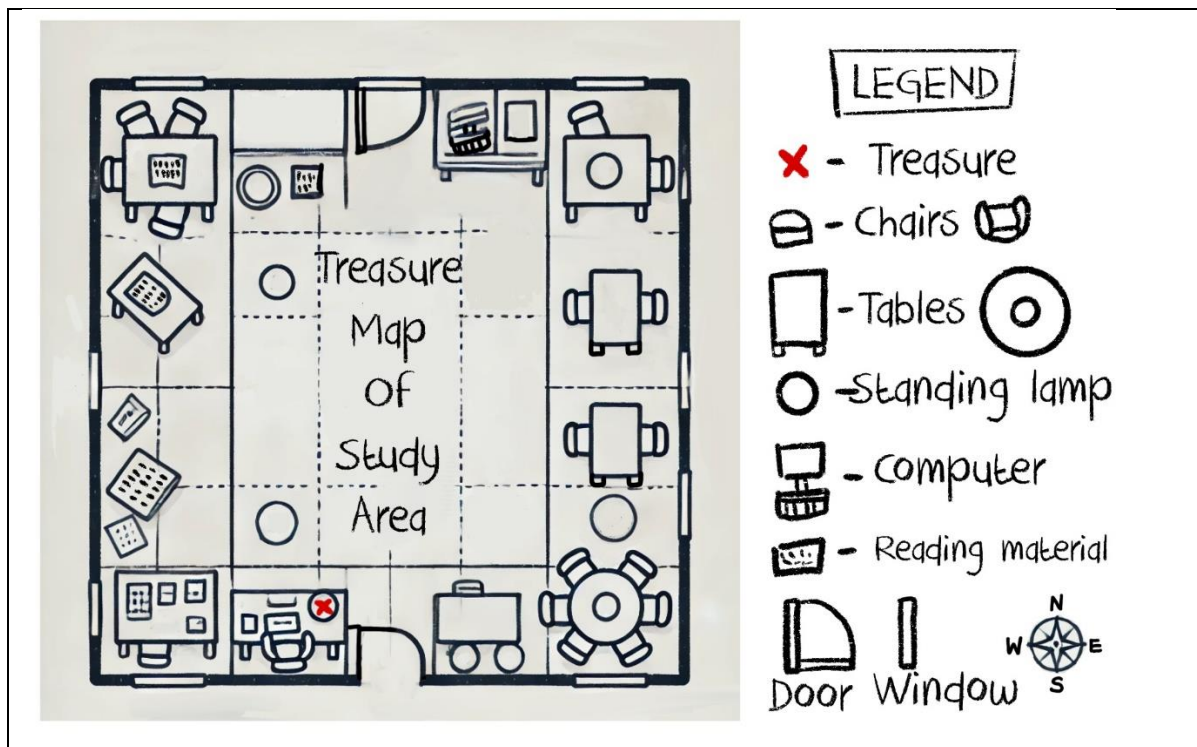 Treasure
Map
Of
Study
Area
LEGEND
- Treasure
- Chairs
- Tables
- Standing lamp
- Computer
- Reading material
Door Window
N
W E
S